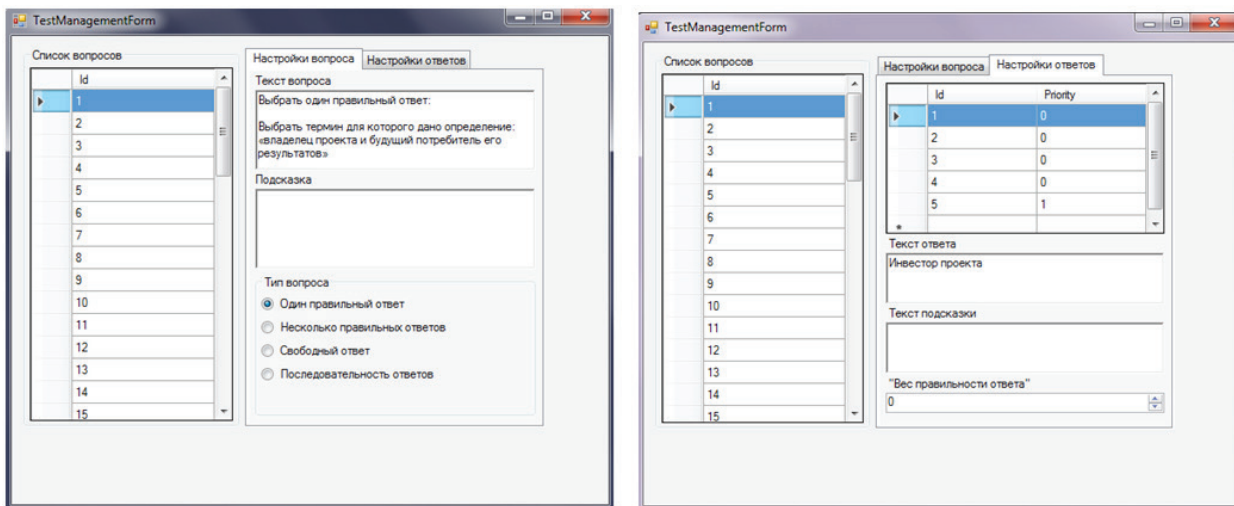 TestManagementForm
Список вопросов
Id
1
2
3
4
5
6
7
8
9
10
11
12
13
14
15
Настройки вопроса Настройки ответов
Текст вопроса
Выбрать один правильный ответ:
Выбрать термин для которого дано определение:
«владелец проекта и будущий потребитель его
результатов»
Подсказка
Тип вопроса
Один правильный ответ
Несколько правильных ответов
Свободный ответ
Последовательность ответов
TestManagementForm
Список вопросов
Id
1
2
3
4
5
6
7
8
9
10
11
12
13
14
15
Настройки вопроса Настройки ответов
Id Priority
1 0
2 0
3 0
4 0
5 1
*
Текст ответа
Инвестор проекта
Текст подсказки
"Вес правильности ответа"
0